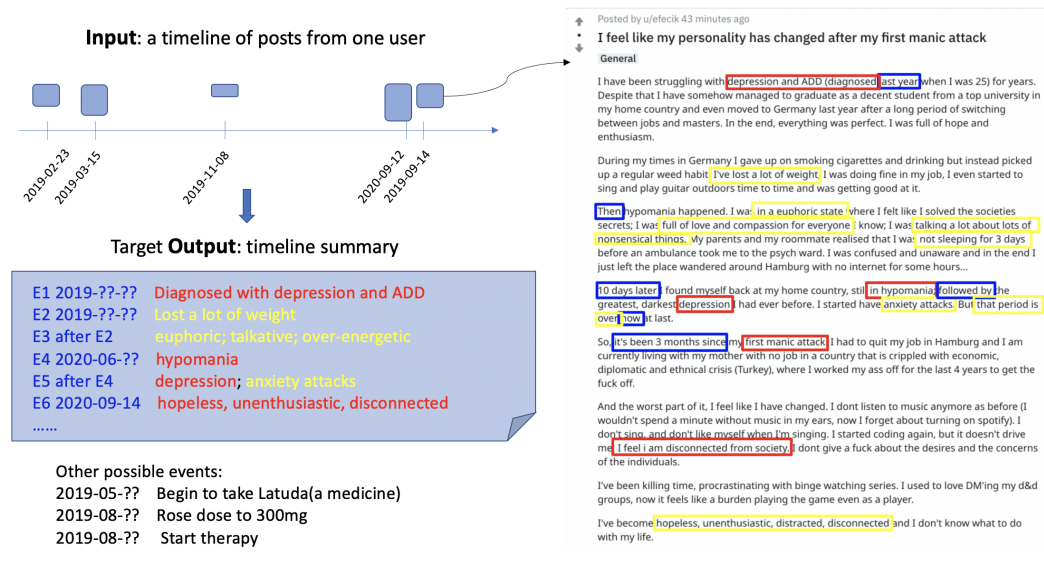 Input: a timeline of posts from one user
2019-02-23
2019-03-15
2019-11-08
2020-09-12
2019-09-14
Target Output: timeline summary
E1 2019-??-?? Diagnosed with depression and ADD
E2 2019-??-?? Lost a lot of weight
E3 after E2 euphoric; talkative; over-energetic
E4 2020-06-?? hypomania
E5 after E4 depression; anxiety attacks
E6 2020-09-14 hopeless, unenthusiastic, disconnected
......
Other possible events:
2019-05-?? Begin to take Latuda(a medicine)
2019-08-?? Rose dose to 300mg
2019-08-?? Start therapy
Posted by u/efecik 43 minutes ago
I feel like my personality has changed after my first manic attack
General
I have been struggling with depression and ADD (diagnosed last year when I was 25) for years.
Despite that I have somehow managed to graduate as a decent student from a top university in
my home country and even moved to Germany last year after a long period of switching
between jobs and masters. In the end, everything was perfect. I was full of hope and
enthusiasm.
During my times in Germany I gave up on smoking cigarettes and drinking but instead picked
up a regular weed habit. I've lost a lot of weight, I was doing fine in my job, I even started to
sing and play guitar outdoors time to time and was getting good at it.
Then hypomania happened. I was in a euphoric state where I felt like I solved the societies
secrets; I was full of love and compassion for everyone I know; I was talking a lot about lots of
nonsensical things. My parents and my roommate realised that I was not sleeping for 3 days
before an ambulance took me to the psych ward. I was confused and unaware and in the end I
just left the place wandered around Hamburg with no internet for some hours...
10 days later I found myself back at my home country, still in hypomania; followed by the
greatest, darkest depression I had ever before. I started have anxiety attacks. But that period is
over now at last.
So, it's been 3 months since my first manic attack. I had to quit my job in Hamburg and I am
currently living with my mother with no job in a country that is crippled with economic,
diplomatic and ethnical crisis (Turkey), where I worked my ass off for the last 4 years to get the
fuck off.
And the worst part of it, I feel like I have changed. I dont listen to music anymore as before (I
wouldn't spend a minute without music in my ears, now I forget about turning on spotify). I
don't sing, and don't like myself when I'm singing. I started coding again, but it doesn't drive
me. I feel i am disconnected from society. I dont give a fuck about the desires and the concerns
of the individuals.
I've been killing time, procrastinating with binge watching series. I used to love DM'ing my d&d
groups, now it feels like a burden playing the game even as a player.
I've become hopeless, unenthusiastic, distracted, disconnected and I don't know what to do
with my life.